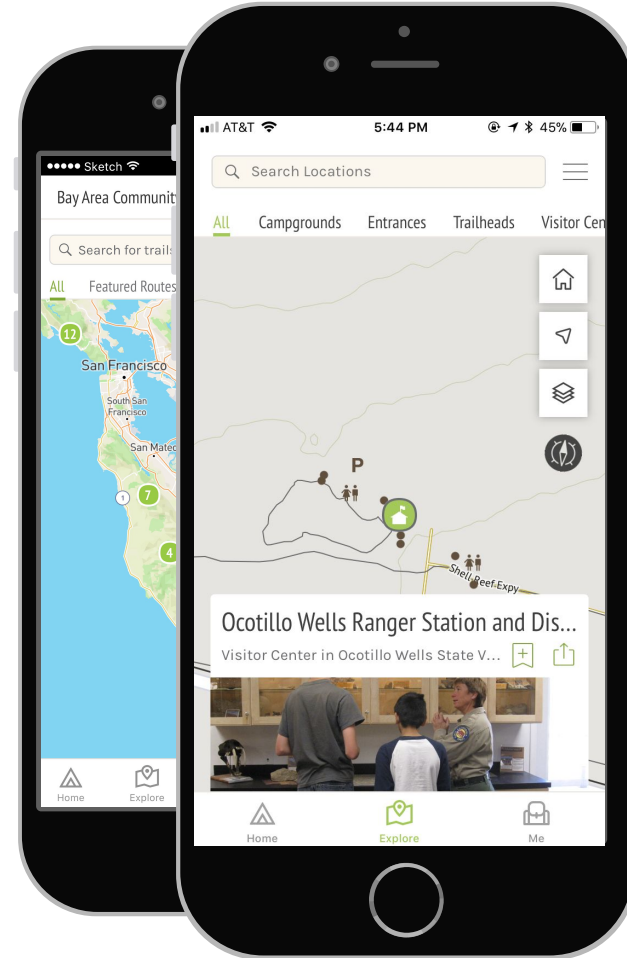 Sketch
Bay Area Communit
Search for trails
All Featured Routes
12
San Francisco
South San
Francisco
San Mateo
1
7
4
Home Explore
AT&T 5:44 PM 45%
Search Locations
All Campgrounds Entrances Trailheads Visitor Cen
P
Shell Reef Expy
Ocotillo Wells Ranger Station and Dis...
Visitor Center in Ocotillo Wells State V...
Home Explore Me